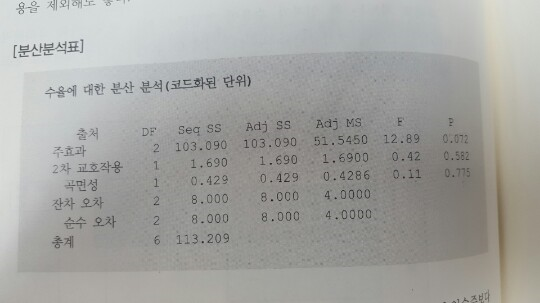 용을 제외해도 좋다.
[분산분석표]
수율에 대한 분산 분석(코드화된 단위)
출처 DF Seq SS Adj SS Adj MS F P
주효과 2 103.090 103.090 51.5450 12.89 0.072
2차 교호작용 1 1.690 1.690 1.6900 0.42 0.582
곡면성 1 0.429 0.429 0.4286 0.11 0.775
잔차 오차 2 8.000 8.000 4.0000
순수 오차 2 8.000 8.000 4.0000
총계 6 113.209